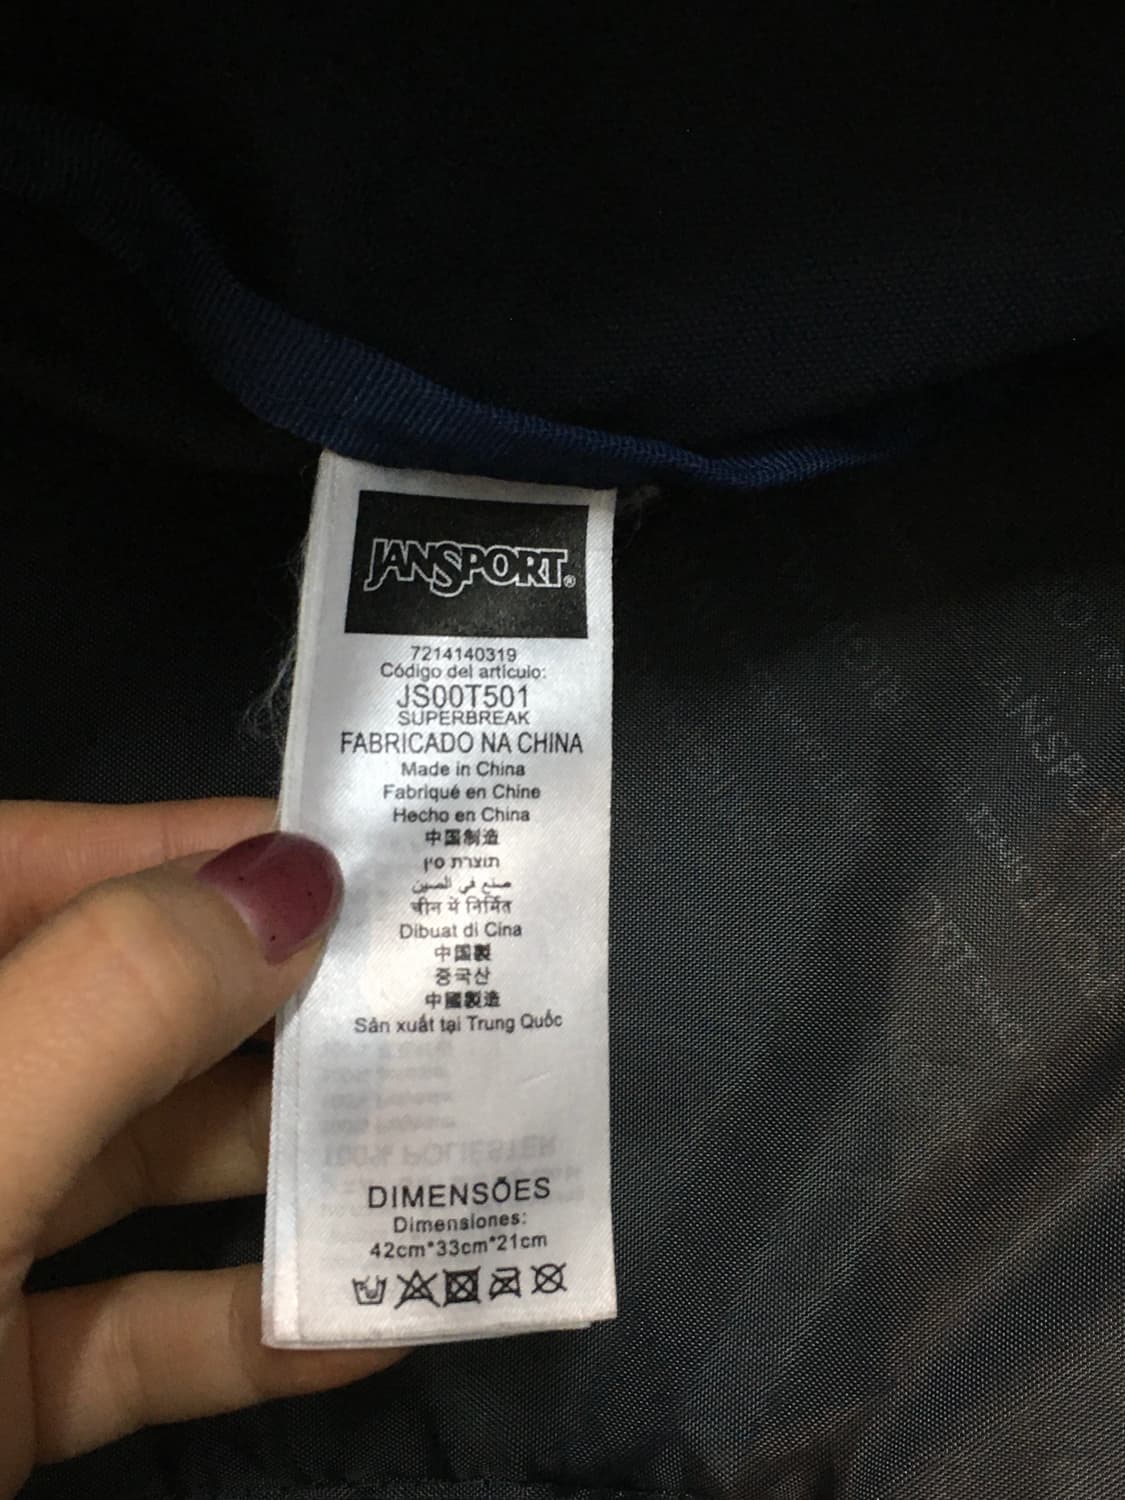 JANSPORT®
7214140319
Código del articulo:
JS00T501
SUPERBREAK
FABRICADO NA CHINA
Made in China
Fabriqué en Chine
Hecho en China
中国制造
תוצרת סין
صنع في الصين
चीन में निर्मित
Dibuat di Cina
中国製
중국산
中國製造
Sản xuất tại Trung Quốc
100% POLIESTER
DIMENSÕES
Dimensiones:
42cm*33cm*21cm